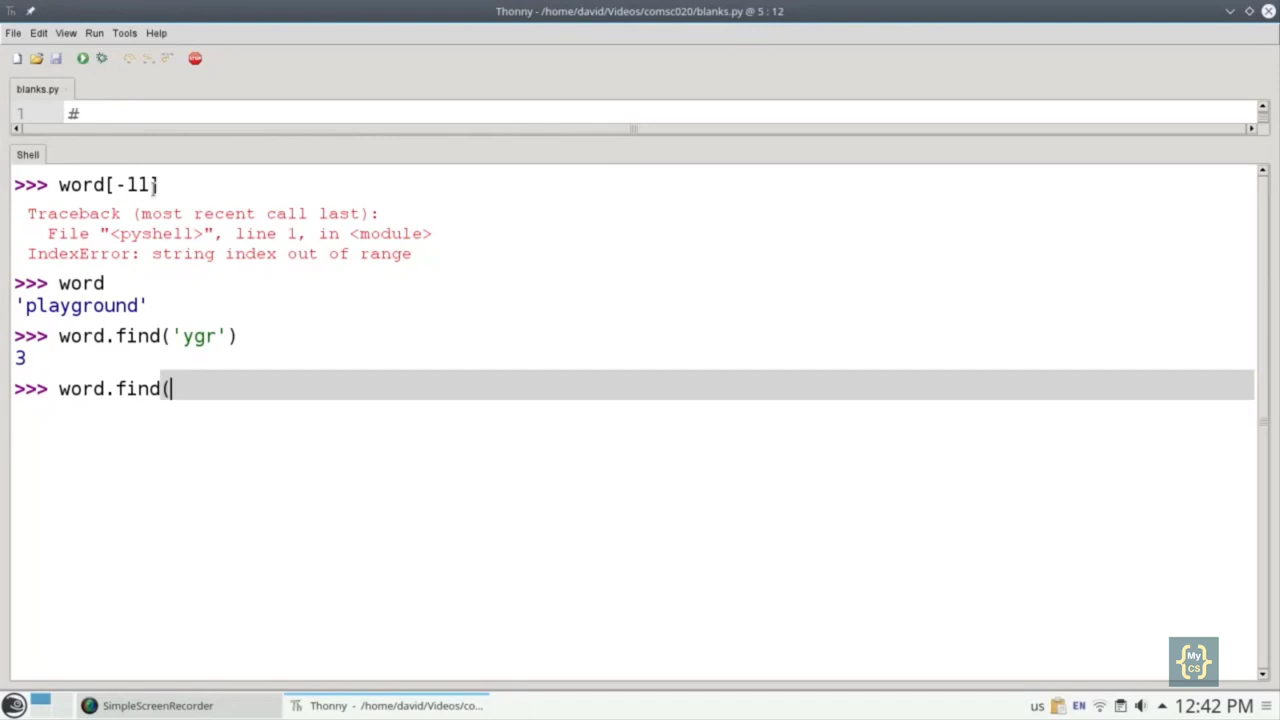 Thonny - /home/david/Videos/comsc020/blanks.py @ 5 : 12
File Edit View Run Tools Help
STOP
blanks.py
1 #
Shell
>>> word[-11]
Traceback (most recent call last):
File "<pyshell>", line 1, in <module>
IndexError: string index out of range
>>> word
'playground'
>>> word.find('ygr')
3
>>> word.find(
{My CS}
SimpleScreenRecorder
Thonny - /home/david/Videos/co...
us EN 12:42 PM